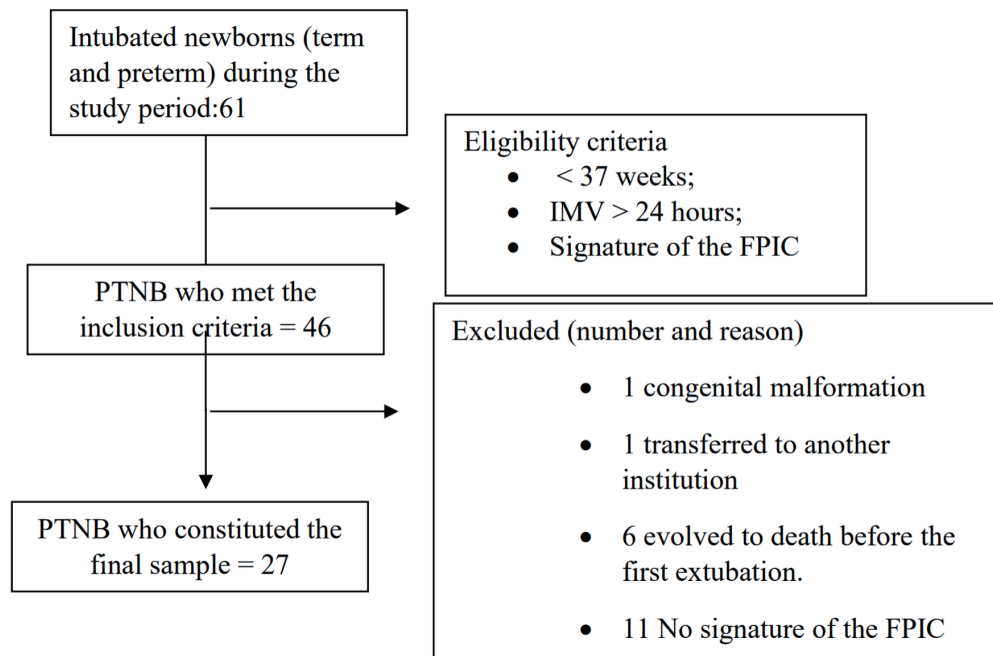 Intubated newborns (term
and preterm) during the
study period:61
Eligibility criteria
• < 37 weeks;
• IMV > 24 hours;
• Signature of the FPIC
PTNB who met the
inclusion criteria = 46
Excluded (number and reason)
• 1 congenital malformation
• 1 transferred to another
institution
• 6 evolved to death before the
first extubation.
• 11 No signature of the FPIC
PTNB who constituted the
final sample = 27